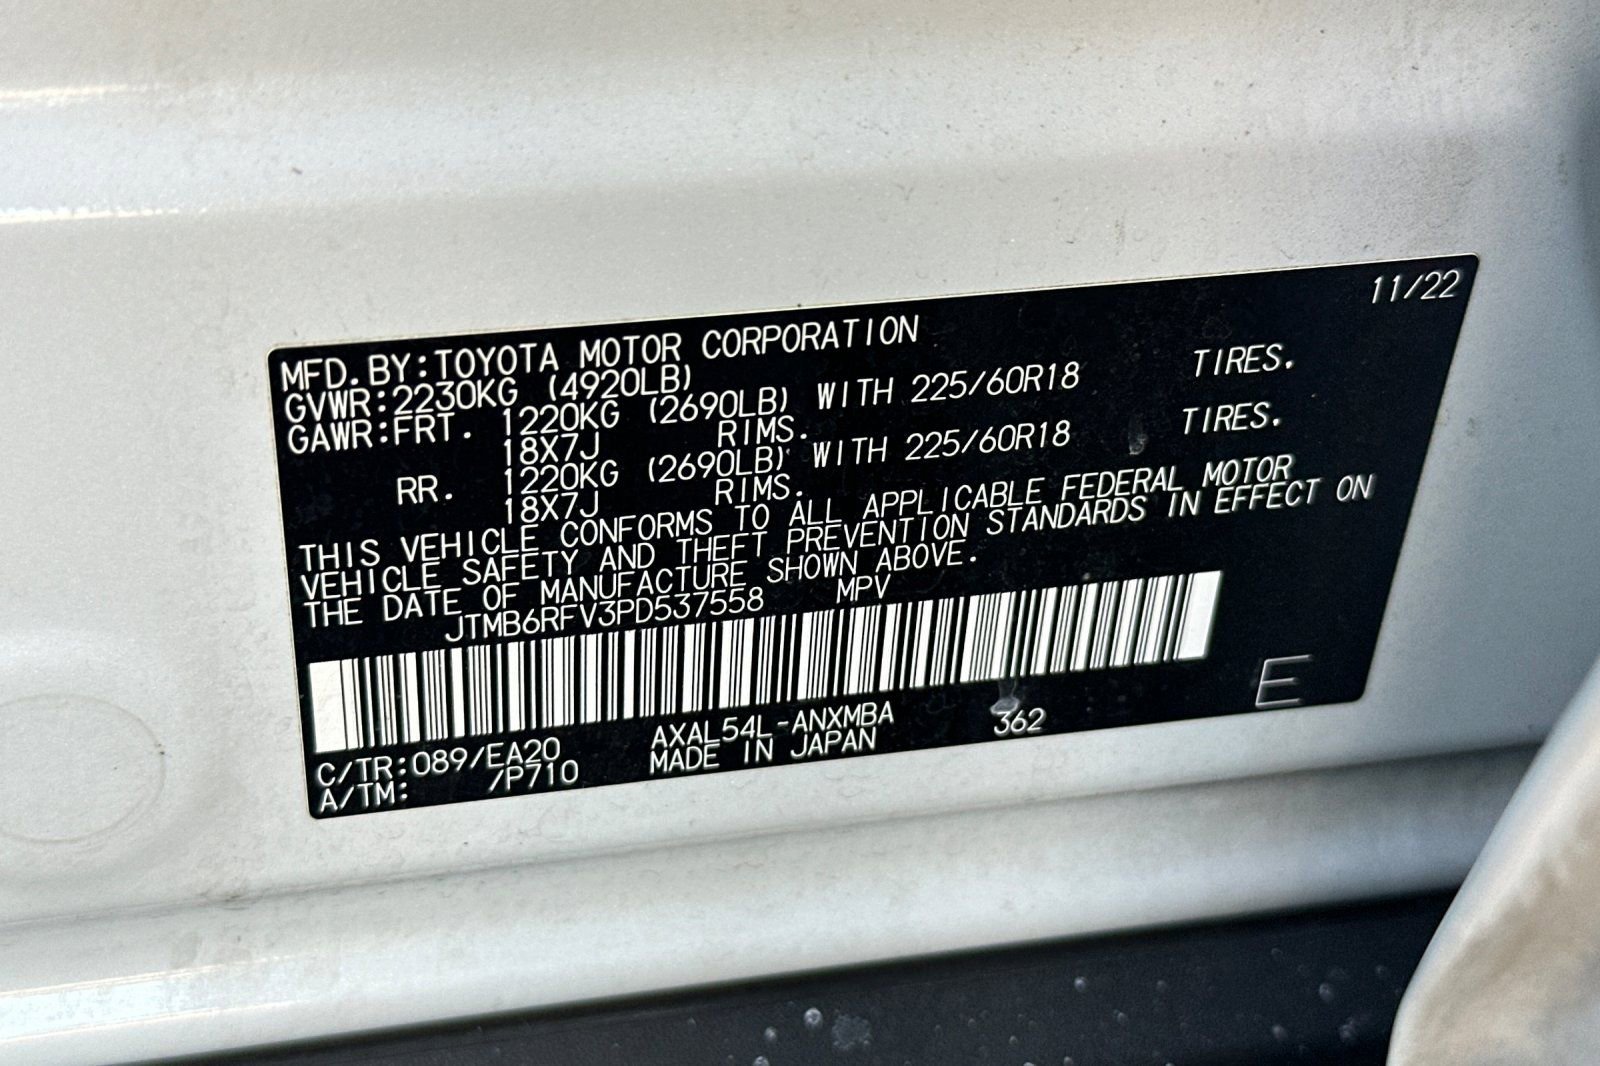 11/22
MFD. BY: TOYOTA MOTOR CORPORATION
GVWR: 2230KG (4920LB)
GAWR: FRT. 1220KG (2690LB) WITH 225/60R18 TIRES.
18X7J RIMS.
RR. 1220KG (2690LB) WITH 225/60R18 TIRES.
18X7J RIMS.
THIS VEHICLE CONFORMS TO ALL APPLICABLE FEDERAL MOTOR
VEHICLE SAFETY AND THEFT PREVENTION STANDARDS IN EFFECT ON
THE DATE OF MANUFACTURE SHOWN ABOVE.
JTMB6RFV3PD537558 MPV
C/TR: 089/EA20 AXAL54L-ANXMBA 362 E
A/TM: /P710 MADE IN JAPAN